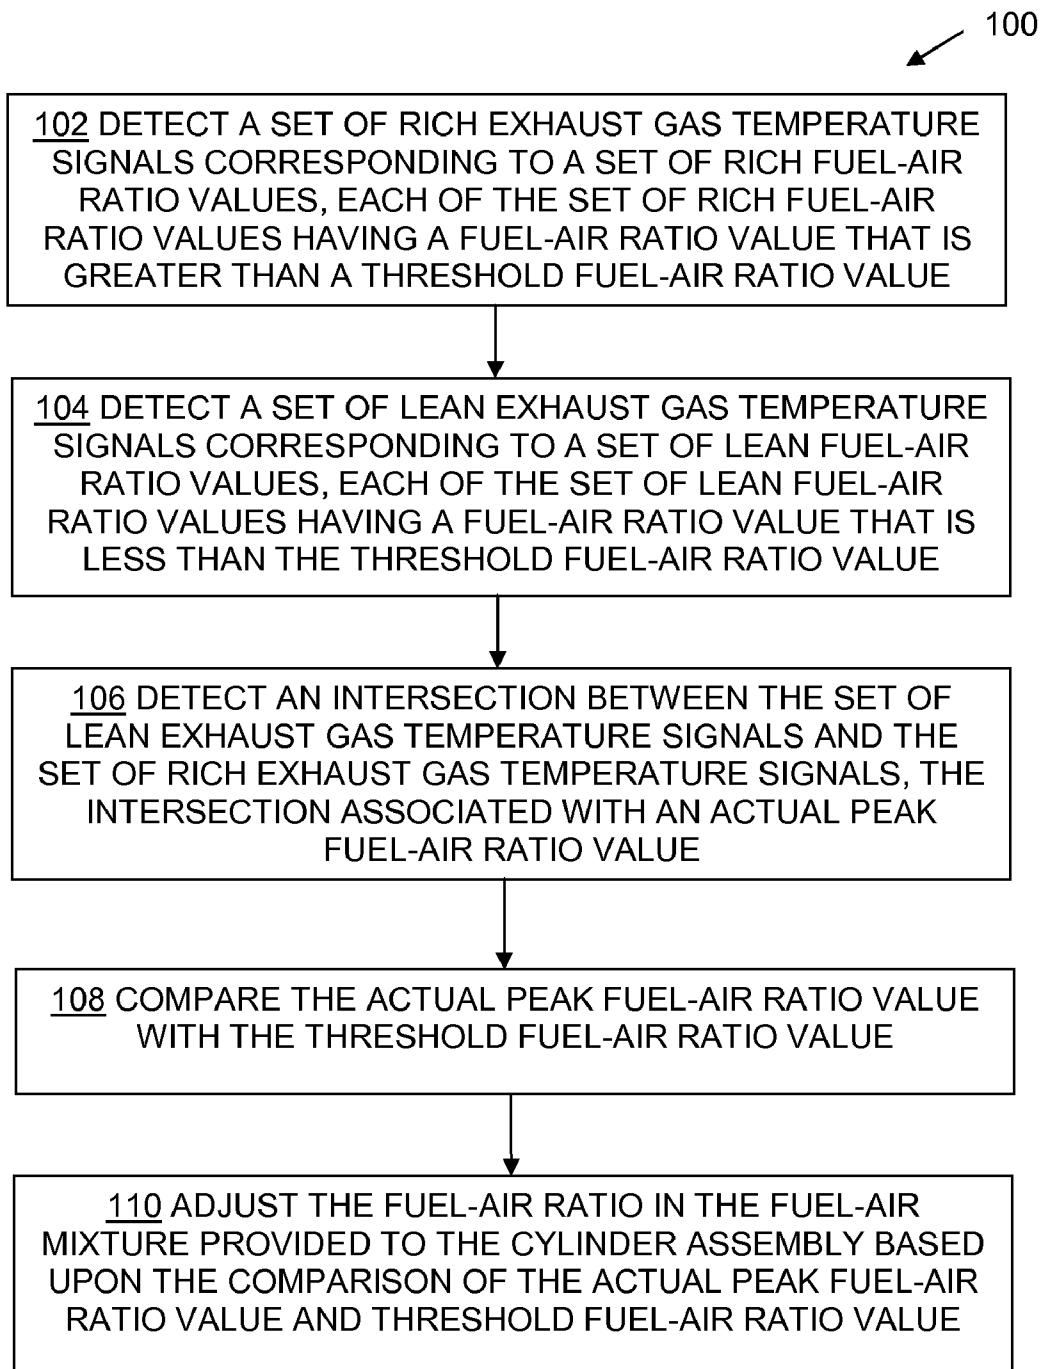 100
102 DETECT A SET OF RICH EXHAUST GAS TEMPERATURE
SIGNALS CORRESPONDING TO A SET OF RICH FUEL-AIR
RATIO VALUES, EACH OF THE SET OF RICH FUEL-AIR
RATIO VALUES HAVING A FUEL-AIR RATIO VALUE THAT IS
GREATER THAN A THRESHOLD FUEL-AIR RATIO VALUE
104 DETECT A SET OF LEAN EXHAUST GAS TEMPERATURE
SIGNALS CORRESPONDING TO A SET OF LEAN FUEL-AIR
RATIO VALUES, EACH OF THE SET OF LEAN FUEL-AIR
RATIO VALUES HAVING A FUEL-AIR RATIO VALUE THAT IS
LESS THAN THE THRESHOLD FUEL-AIR RATIO VALUE
106 DETECT AN INTERSECTION BETWEEN THE SET OF
LEAN EXHAUST GAS TEMPERATURE SIGNALS AND THE
SET OF RICH EXHAUST GAS TEMPERATURE SIGNALS, THE
INTERSECTION ASSOCIATED WITH AN ACTUAL PEAK
FUEL-AIR RATIO VALUE
108 COMPARE THE ACTUAL PEAK FUEL-AIR RATIO VALUE
WITH THE THRESHOLD FUEL-AIR RATIO VALUE
110 ADJUST THE FUEL-AIR RATIO IN THE FUEL-AIR
MIXTURE PROVIDED TO THE CYLINDER ASSEMBLY BASED
UPON THE COMPARISON OF THE ACTUAL PEAK FUEL-AIR
RATIO VALUE AND THRESHOLD FUEL-AIR RATIO VALUE